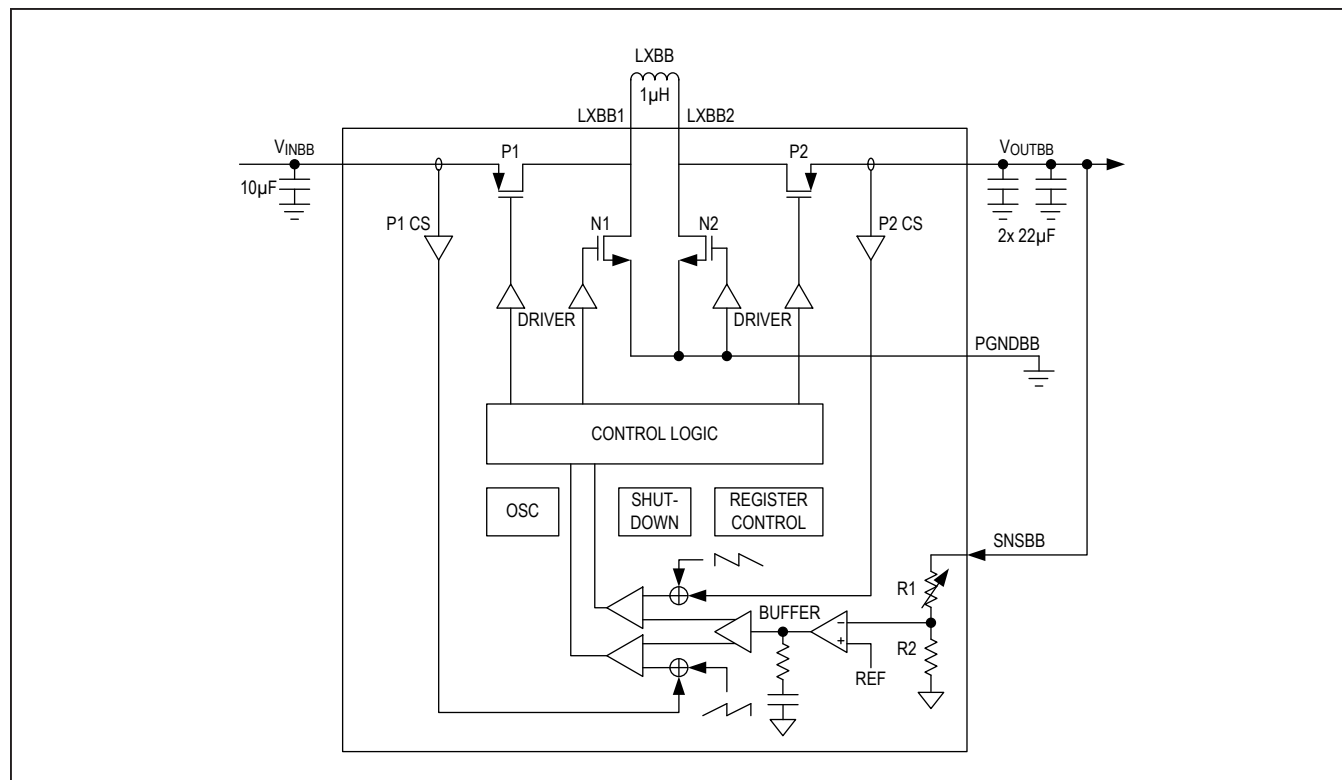 LXBB
1µH
LXBB1
LXBB2
VINBB
P1
P2
VOUTBB
10µF
P1 CS
N1
N2
P2 CS
2x 22µF
DRIVER
DRIVER
PGNDBB
CONTROL LOGIC
OSC
SHUT-
DOWN
REGISTER
CONTROL
SNSBB
R1
BUFFER
-
+
R2
REF